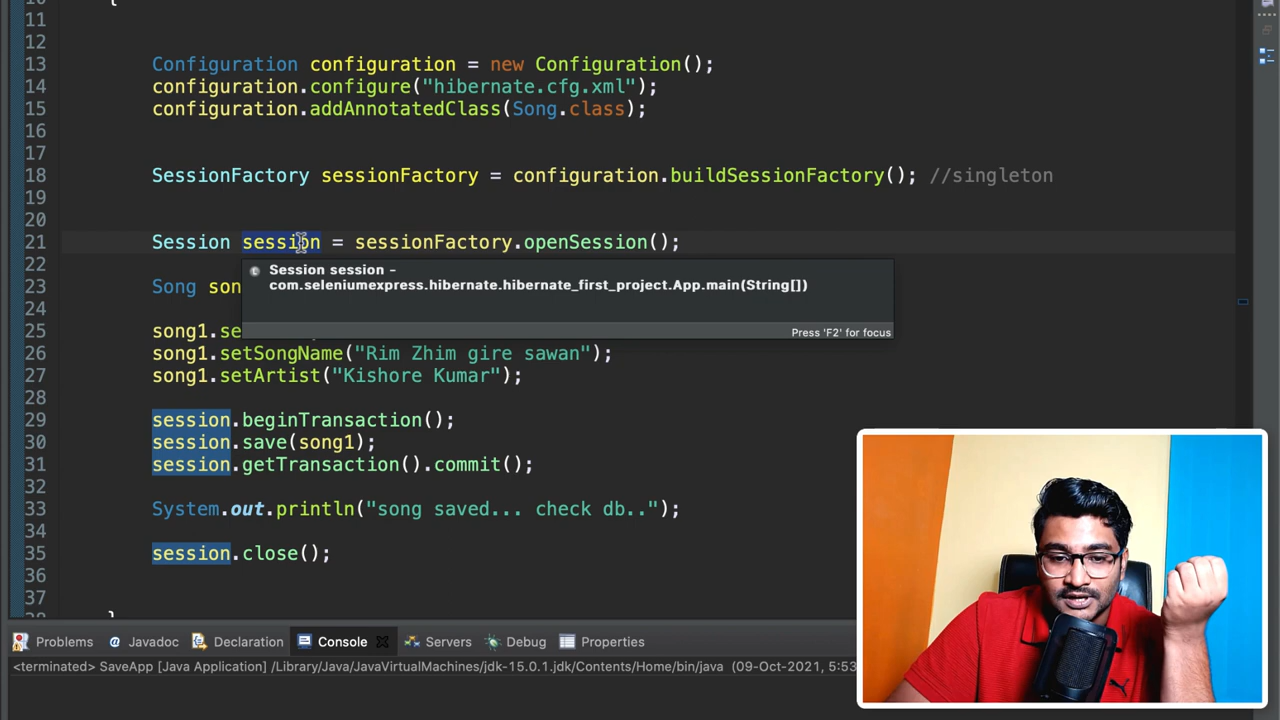 10 {
11
12
13 Configuration configuration = new Configuration();
14 configuration.configure("hibernate.cfg.xml");
15 configuration.addAnnotatedClass(Song.class);
16
17
18 SessionFactory sessionFactory = configuration.buildSessionFactory(); //singleton
19
20
21 Session session = sessionFactory.openSession();
22
Session session -
com.seleniumexpress.hibernate.hibernate_first_project.App.main(String[])
Press 'F2' for focus
23 Song son
24
25 song1.se
26 song1.setSongName("Rim Zhim gire sawan");
27 song1.setArtist("Kishore Kumar");
28
29 session.beginTransaction();
30 session.save(song1);
31 session.getTransaction().commit();
32
33 System.out.println("song saved... check db..");
34
35 session.close();
36
37
38 }
Problems @ Javadoc Declaration Console Servers Debug Properties
<terminated> SaveApp [Java Application] /Library/Java/JavaVirtualMachines/jdk-15.0.1.jdk/Contents/Home/bin/java (09-Oct-2021, 5:53